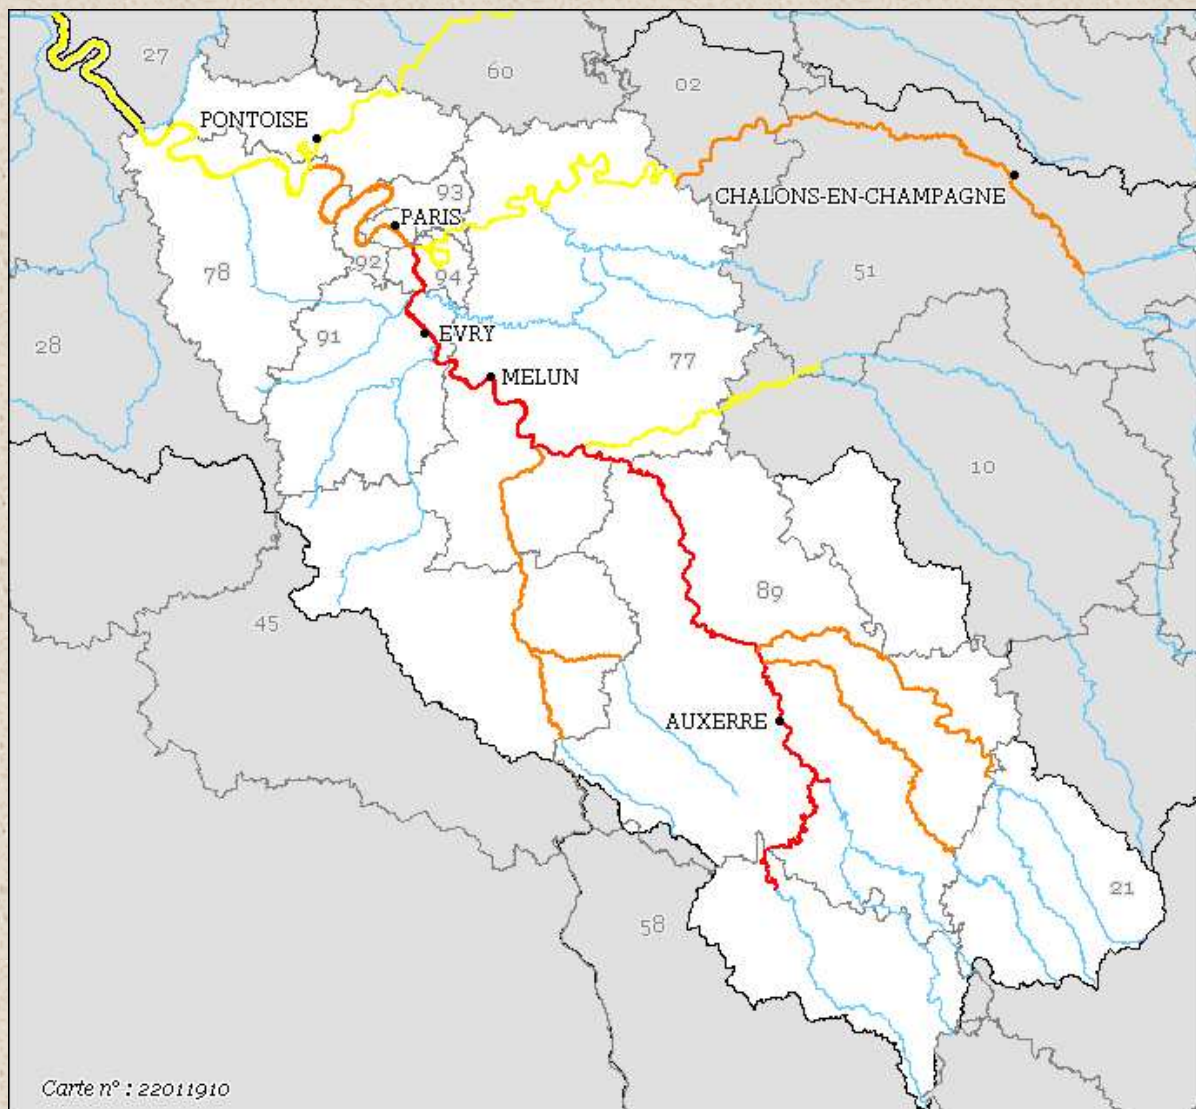 27
60
02
PONTOISE
CHALONS-EN-CHAMPAGNE
93
PARIS
92
94
78
51
91
EVRY
28
77
MELUN
10
89
45
AUXERRE
21
58
Carte n° : 22011910